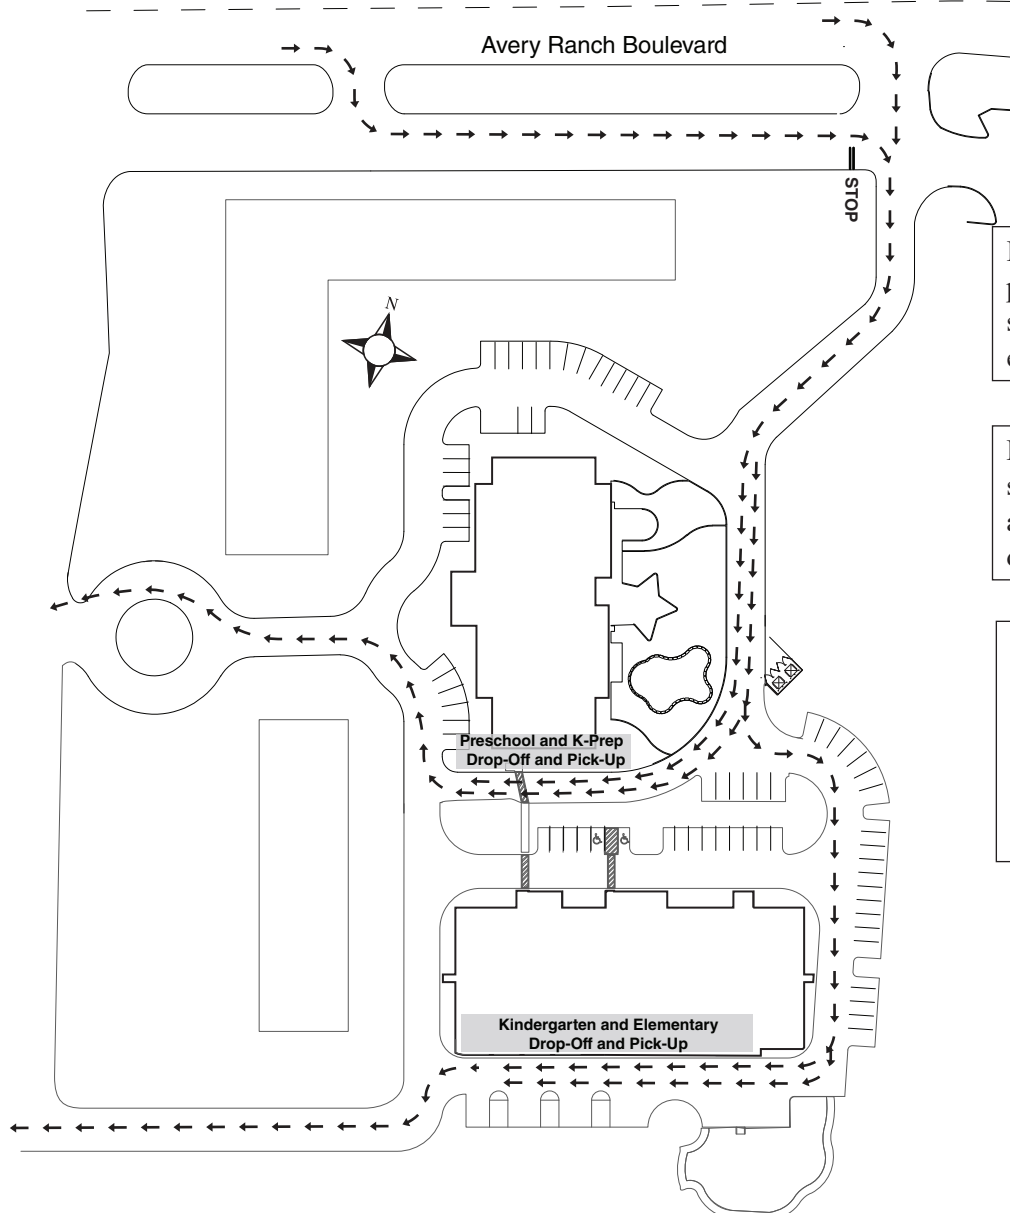 Avery Ranch Boulevard
STOP
N
Preschool and K-Prep
Drop-Off and Pick-Up
Kindergarten and Elementary
Drop-Off and Pick-Up